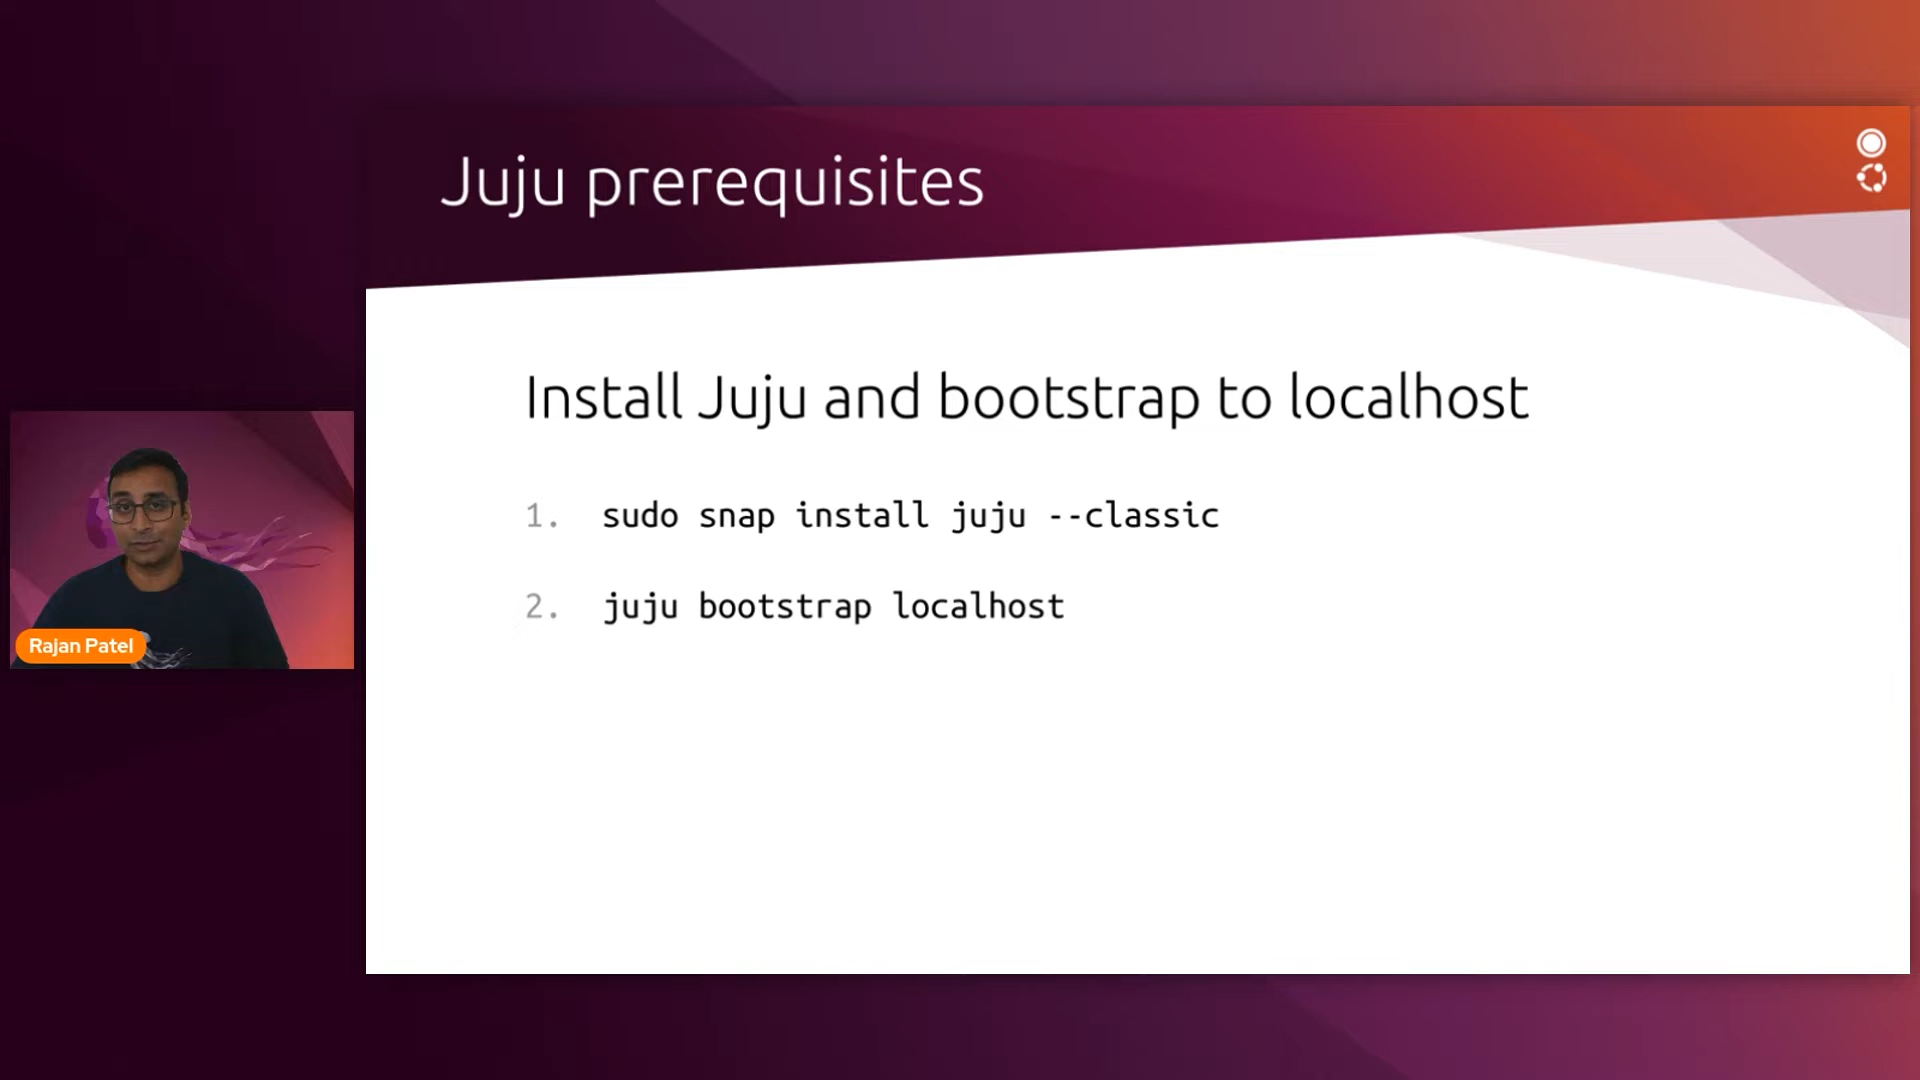 Juju prerequisites
Install Juju and bootstrap to localhost
1. sudo snap install juju --classic
2. juju bootstrap localhost
Rajan Patel